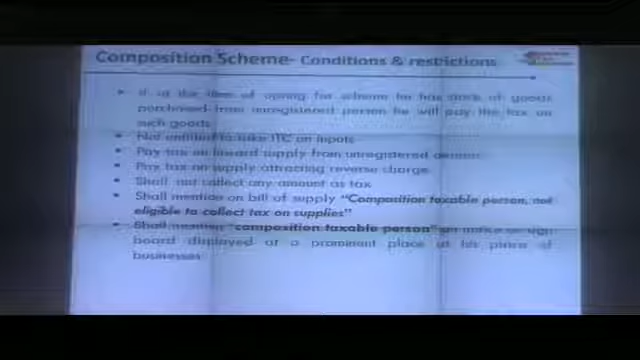 Composition Scheme- Conditions & restrictions
If at the time of opting for scheme he has stock of goods
purchased from unregistered person he will pay the tax on
such goods
Not entitled to take ITC on inputs
Pay tax on inward supply from unregistered
Pay tax on supply attracting reverse charge
Shall not collect any amount as tax
Shall mention on bill of supply "Composition taxable person, not
eligible to collect tax on supplies"
Shall mention "composition taxable person" on notice or sign
board displayed at a prominent place at his place of
businesses